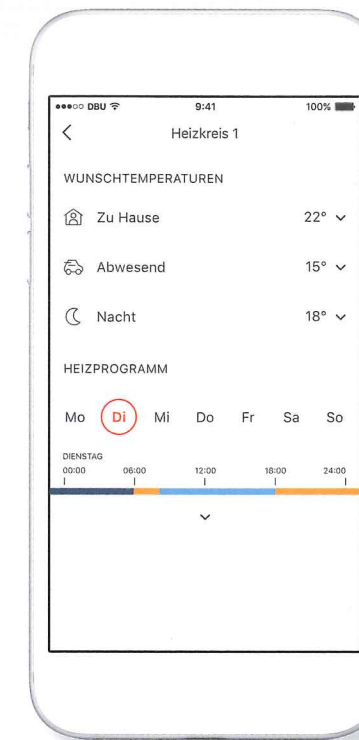 DBU 9:41 100%
Heizkreis 1
WUNSCHTEMPERATUREN
Zu Hause 22°
Abwesend 15°
Nacht 18°
HEIZPROGRAMM
Mo Di Mi Do Fr Sa So
DIENSTAG
00:00 06:00 12:00 18:00 24:00